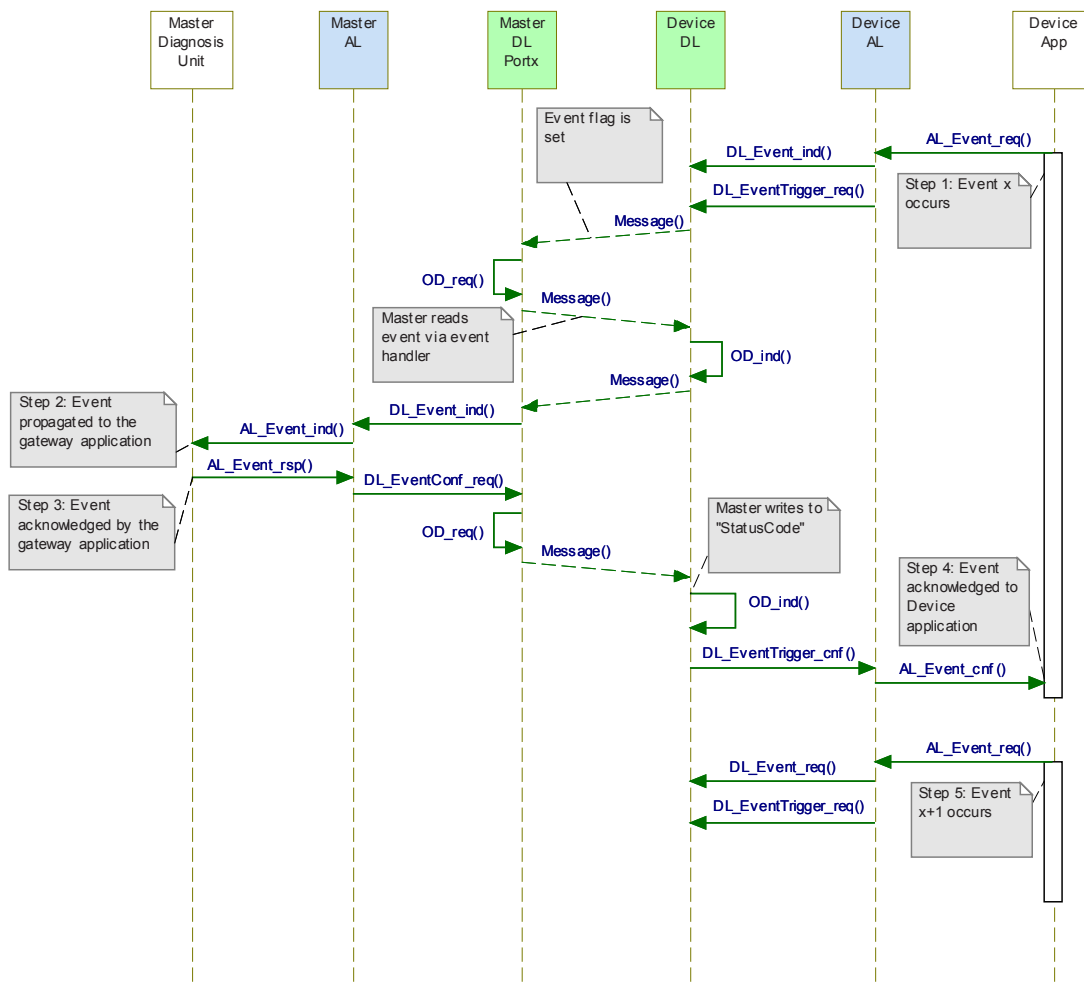 Master
Diagnosis
Unit
Master
AL
Master
DL
Portx
Device
DL
Device
AL
Device
App
Event flag is
set
AL_Event_req()
DL_Event_ind()
Step 1: Event x
occurs
DL_EventTrigger_req()
Message()
OD_req()
Message()
Master reads
event via event
handler
OD_ind()
Message()
Step 2: Event
propagated to the
gateway application
DL_Event_ind()
AL_Event_ind()
AL_Event_rsp()
DL_EventConf_req()
Step 3: Event
acknowledged by the
gateway application
Master writes to
"StatusCode"
OD_req()
Message()
Step 4: Event
acknowledged to
Device
application
OD_ind()
DL_EventTrigger_cnf()
AL_Event_cnf()
AL_Event_req()
DL_Event_req()
Step 5: Event
x+1 occurs
DL_EventTrigger_req()